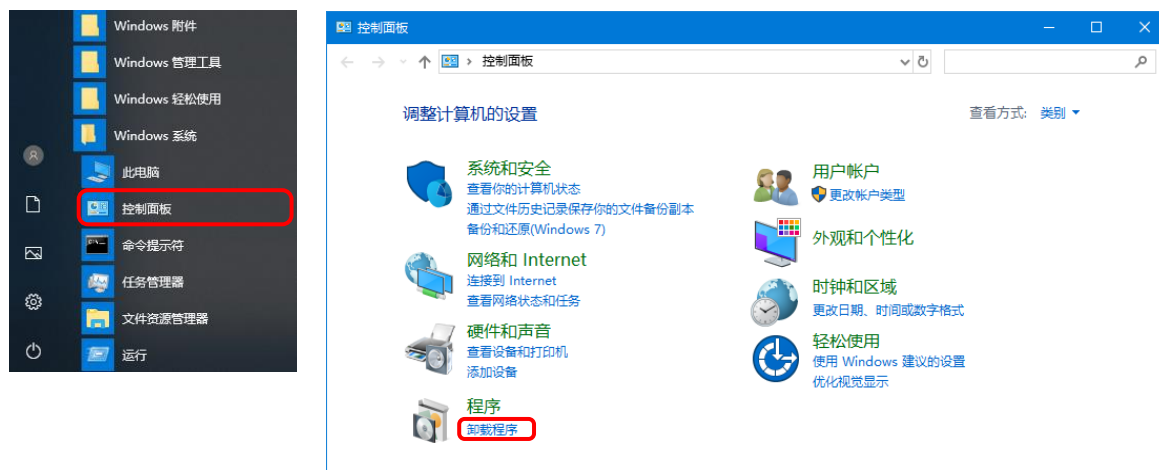 Windows 附件
Windows 管理工具
Windows 轻松使用
Windows 系统
此电脑
控制面板
命令提示符
任务管理器
文件资源管理器
运行
控制面板
控制面板
调整计算机的设置
查看方式: 类别
系统和安全
查看你的计算机状态
通过文件历史记录保存你的文件备份副本
备份和还原(Windows 7)
网络和 Internet
连接到 Internet
查看网络状态和任务
硬件和声音
查看设备和打印机
添加设备
程序
卸载程序
用户帐户
更改帐户类型
外观和个性化
时钟和区域
更改日期、时间或数字格式
轻松使用
使用 Windows 建议的设置
优化视觉显示